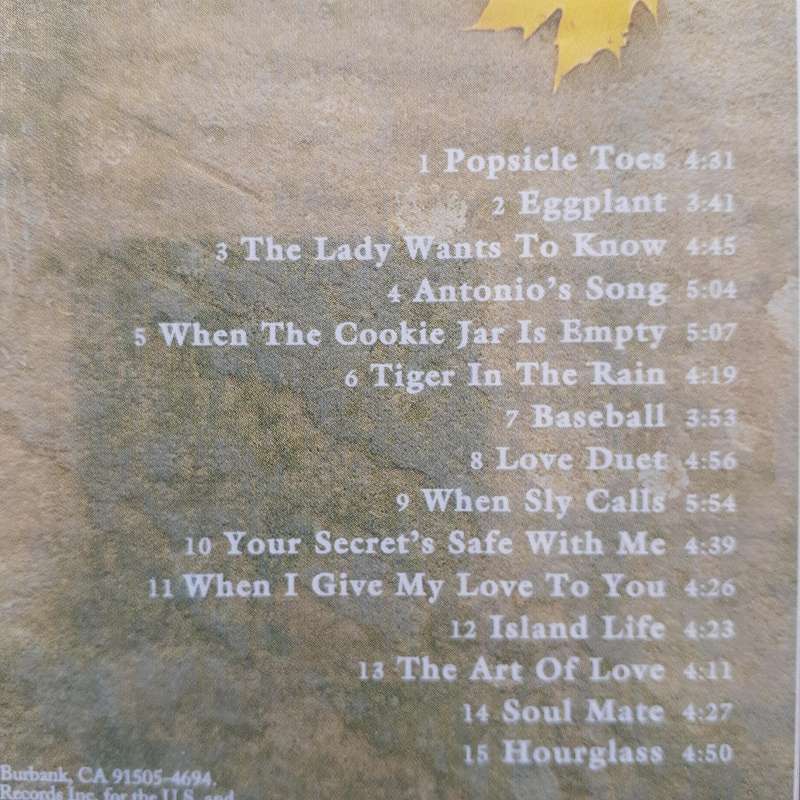 1 Popsicle Toes 4:31
2 Eggplant 3:41
3 The Lady Wants To Know 4:45
4 Antonio's Song 5:04
5 When The Cookie Jar Is Empty 5:07
6 Tiger In The Rain 4:19
7 Baseball 3:53
8 Love Duet 4:56
9 When Sly Calls 5:54
10 Your Secret's Safe With Me 4:39
11 When I Give My Love To You 4:26
12 Island Life 4:23
13 The Art Of Love 4:11
14 Soul Mate 4:27
15 Hourglass 4:50
Burbank, CA 91505-4694.
Records Inc. for the U.S. and